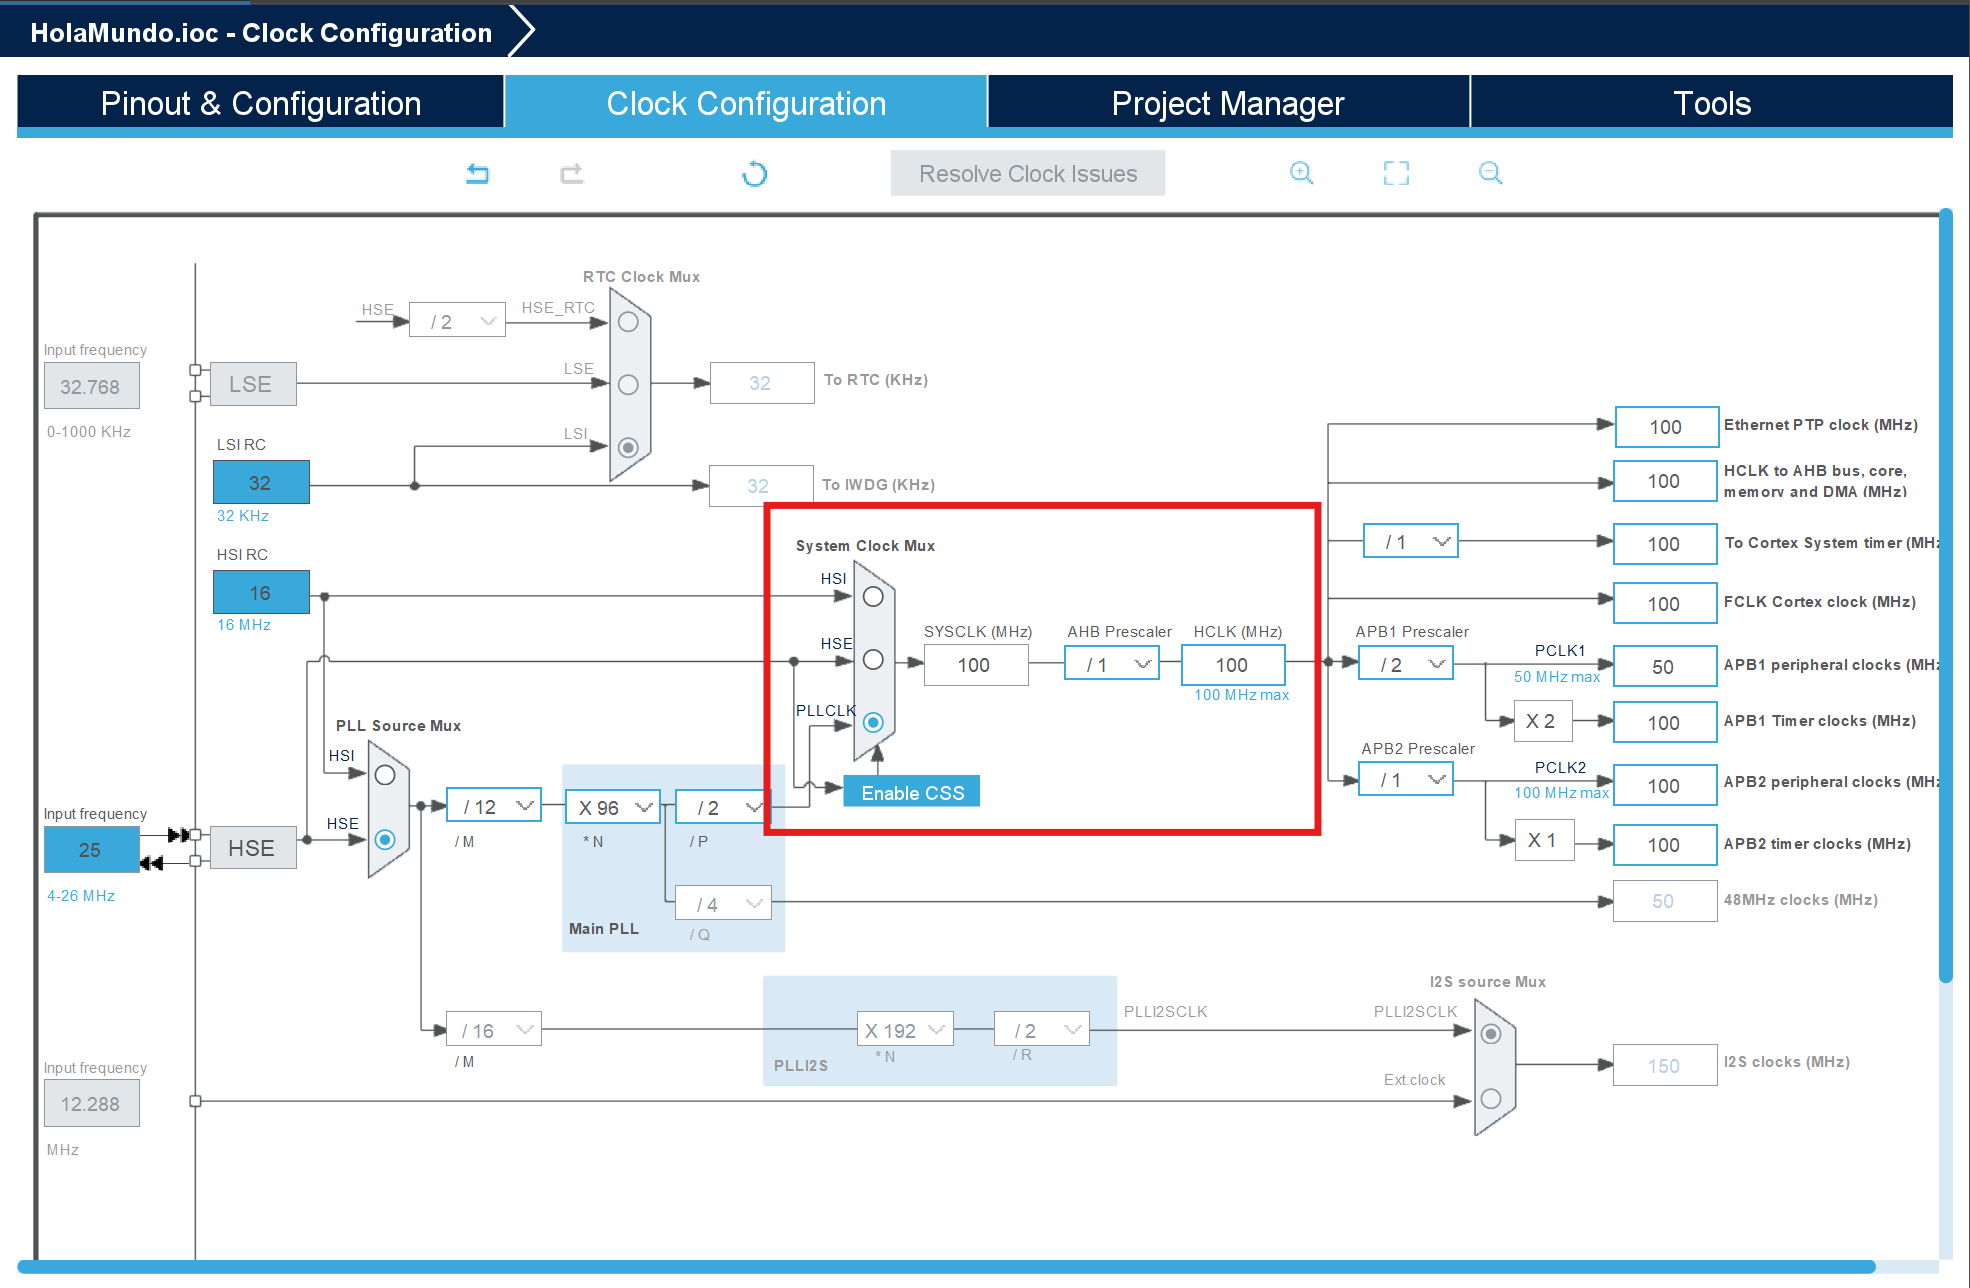 HolaMundo.ioc - Clock Configuration
Pinout & Configuration
Clock Configuration
Project Manager
Tools
Resolve Clock Issues
RTC Clock Mux
HSE
/ 2
HSE_RTC
Input frequency
32.768
0-1000 KHz
LSE
LSE
32
To RTC (KHz)
LSI RC
32
32 KHz
LSI
32
To IWDG (KHz)
HSI RC
16
16 MHz
System Clock Mux
HSI
HSE
PLLCLK
Enable CSS
SYSCLK (MHz)
100
AHB Prescaler
/ 1
HCLK (MHz)
100
100 MHz max
100
Ethernet PTP clock (MHz)
100
HCLK to AHB bus, core,
memory and DMA (MHz)
/ 1
100
To Cortex System timer (MHz
100
FCLK Cortex clock (MHz)
APB1 Prescaler
/ 2
PCLK1
50 MHz max
50
APB1 peripheral clocks (MHz
X 2
100
APB1 Timer clocks (MHz)
APB2 Prescaler
/ 1
PCLK2
100 MHz max
100
APB2 peripheral clocks (MHz
X 1
100
APB2 timer clocks (MHz)
50
48MHz clocks (MHz)
PLL Source Mux
HSI
HSE
Input frequency
25
4-26 MHz
HSE
/ 12
/ M
X 96
* N
/ 2
/ P
/ 4
/ Q
Main PLL
/ 16
/ M
X 192
* N
/ 2
/ R
PLLI2S
PLLI2SCLK
I2S source Mux
PLLI2SCLK
Ext.clock
150
I2S clocks (MHz)
Input frequency
12.288
MHz